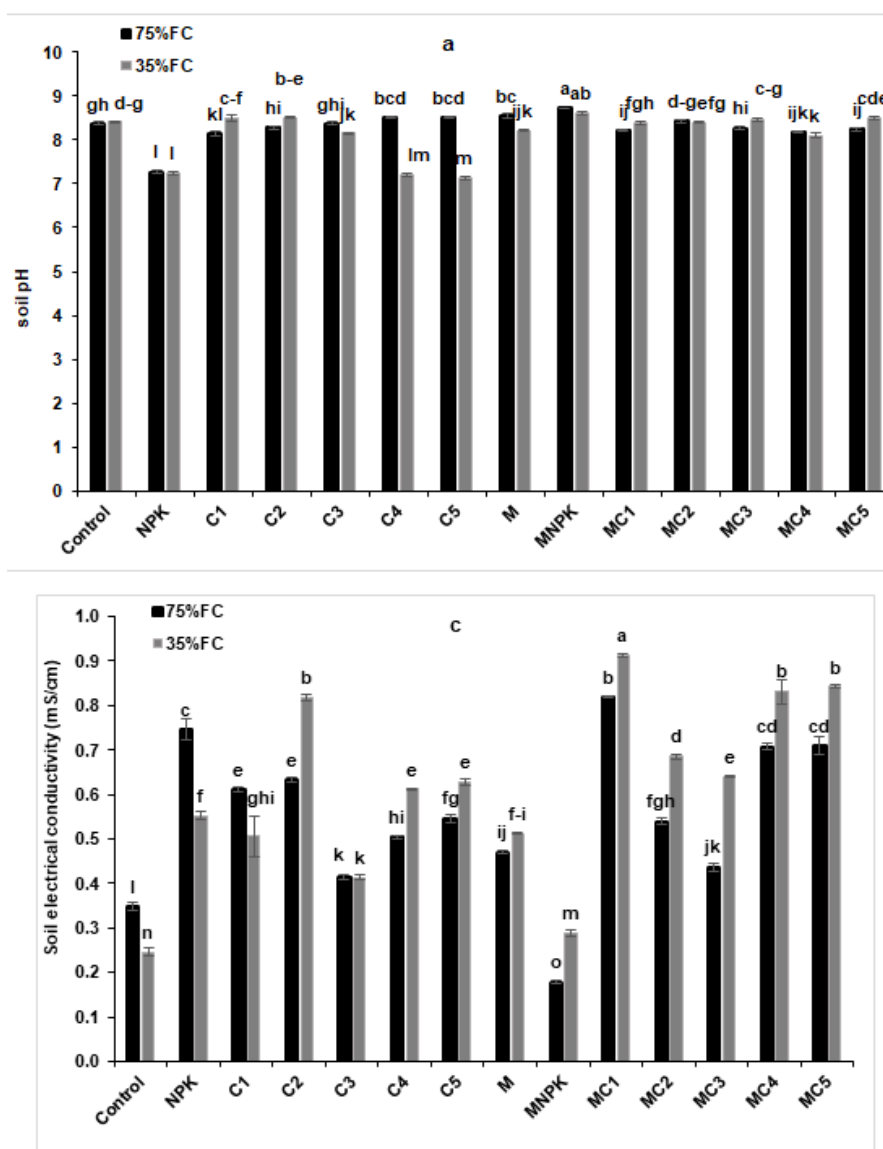 a
75%FC
35%FC
soil pH
10
9
8
7
6
5
4
3
2
1
0
gh d-g
l l
kl c-f
hi b-e
ghj jk
bcd lm
bcd m
bc ijk
a ab
ij fgh
d-g efg
hi c-g
ijk k
ij cde
Control NPK C1 C2 C3 C4 C5 M MNPK MC1 MC2 MC3 MC4 MC5
c
75%FC
35%FC
Soil electrical conductivity (mS/cm)
1.0
0.9
0.8
0.7
0.6
0.5
0.4
0.3
0.2
0.1
0.0
l n
c f
e ghi
e b
k k
hi e
fg e
ij f-i
o m
b a
fgh d
jk e
cd b
cd b
Control NPK C1 C2 C3 C4 C5 M MNPK MC1 MC2 MC3 MC4 MC5